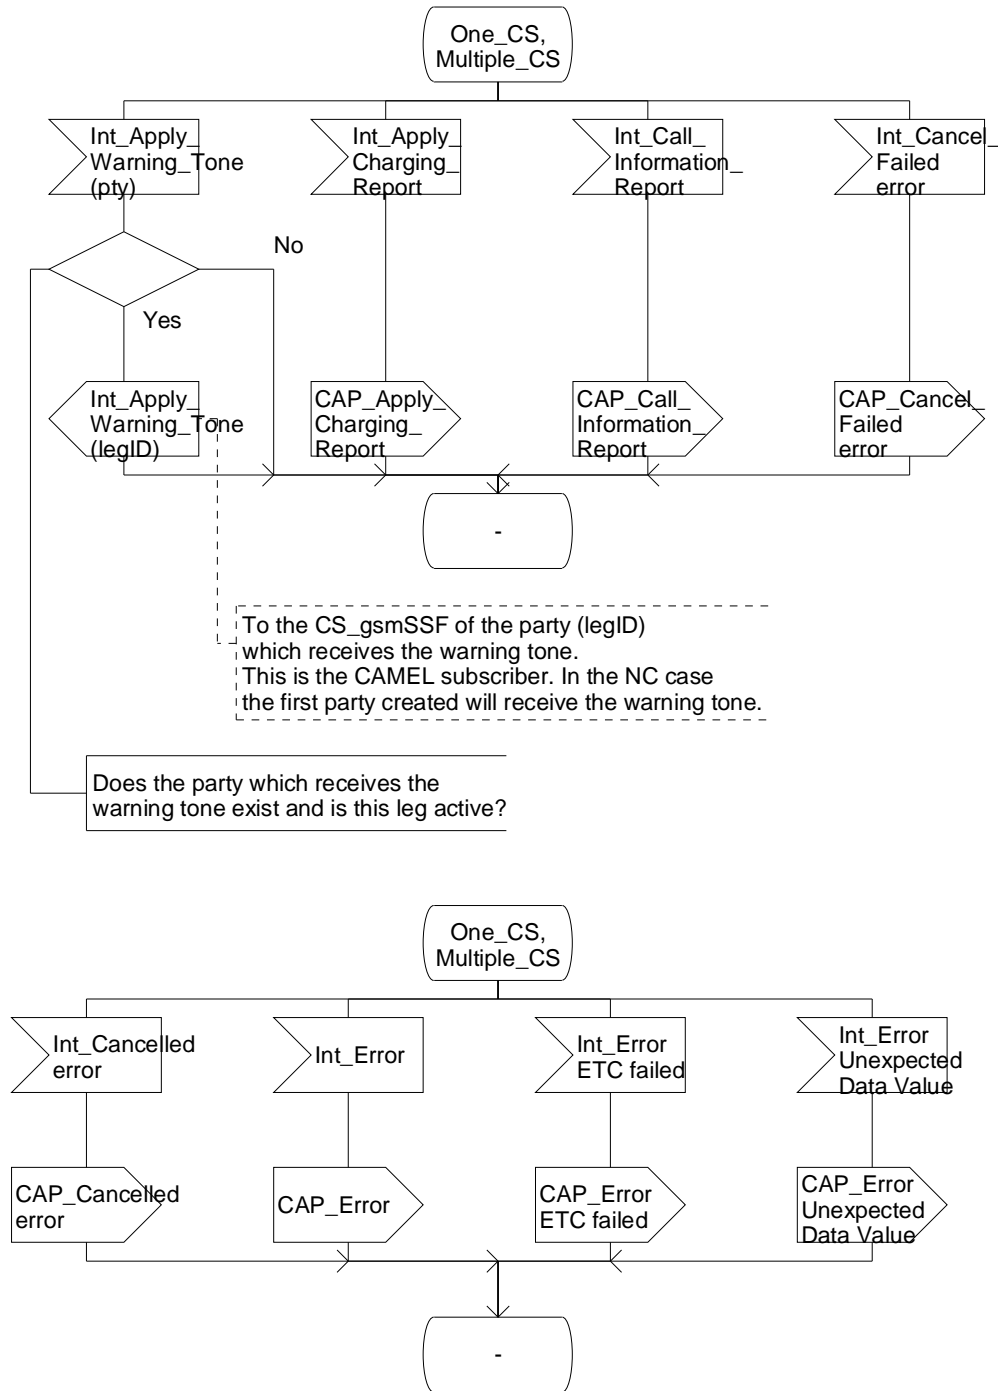 One_CS,
Multiple_CS
Int_Apply_
Warning_Tone
(pty)
Int_Apply_
Charging_
Report
Int_Call_
Information_
Report
Int_Cancel_
Failed
error
No
Yes
Int_Apply_
Warning_Tone
(legID)
CAP_Apply_
Charging_
Report
CAP_Call_
Information_
Report
CAP_Cancel_
Failed
error
-
To the CS_gsmSSF of the party (legID)
which receives the warning tone.
This is the CAMEL subscriber. In the NC case
the first party created will receive the warning tone.
Does the party which receives the
warning tone exist and is this leg active?
One_CS,
Multiple_CS
Int_Cancelled
error
Int_Error
Int_Error
ETC failed
Int_Error
Unexpected
Data Value
CAP_Cancelled
error
CAP_Error
CAP_Error
ETC failed
CAP_Error
Unexpected
Data Value
-